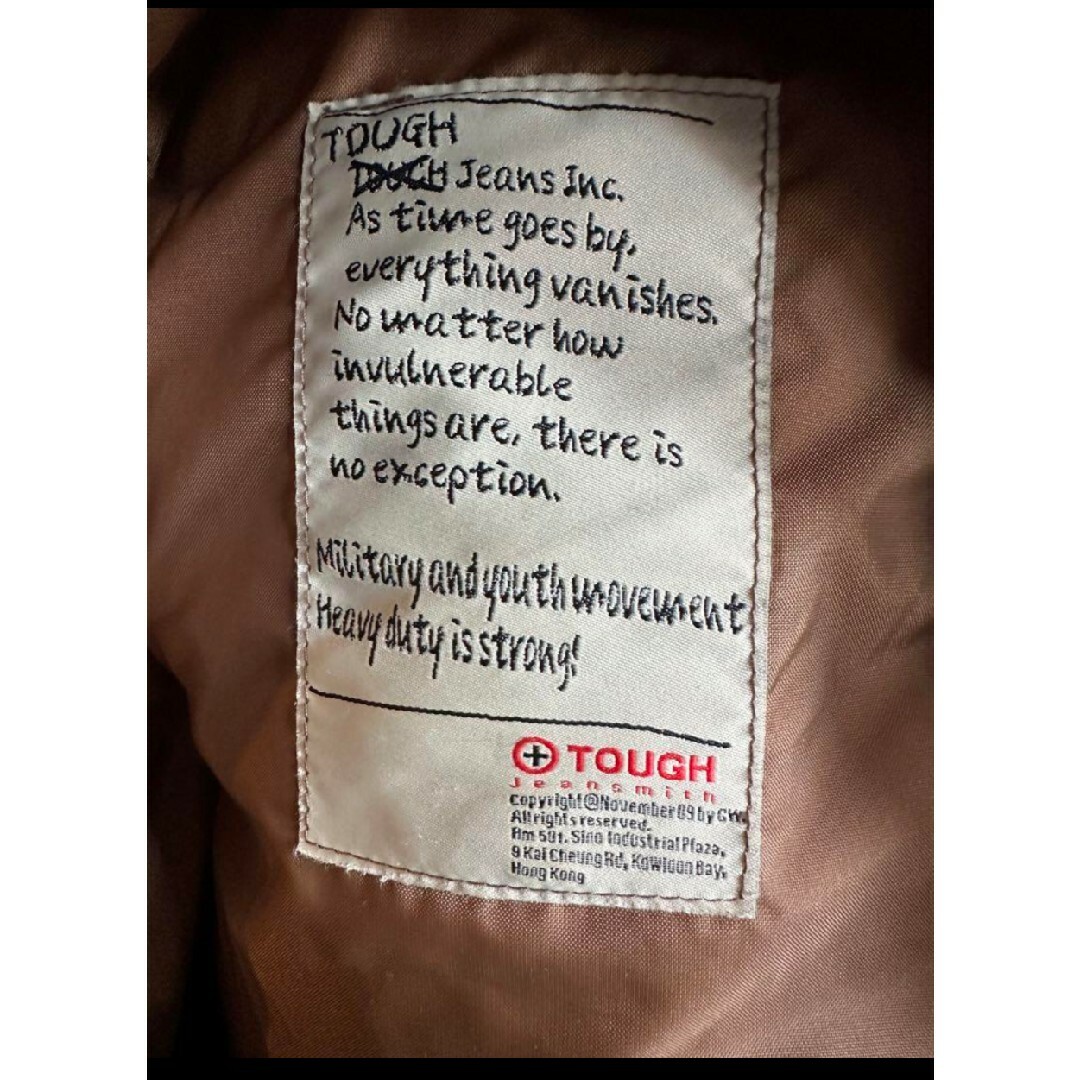 TOUGH
TOUGH Jeans Inc.
As time goes by,
everything vanishes.
No matter how
invulnerable
things are, there is
no exception.
Military and youth movement
Heavy duty is strong!
TOUGH
Jeansmith
Copyright@November 89 by
All rights reserved.
Rm 501. Sino Industrial Plaza,
9 Kai Cheung Rd, Kowloon Bay,
Hong Kong